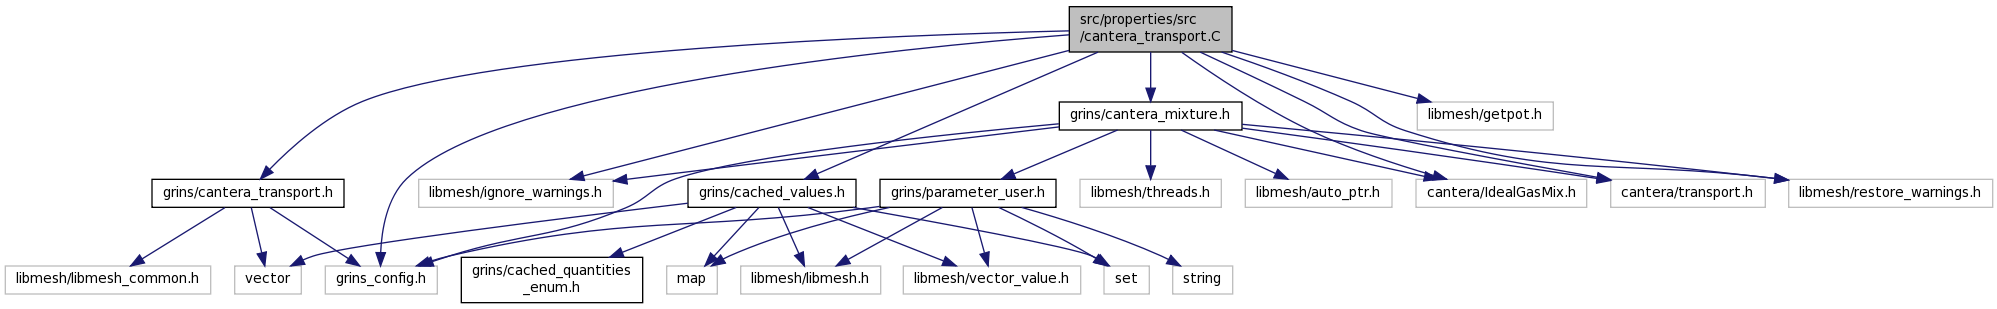 src/properties/src
/cantera_transport.C
grins/cantera_mixture.h
libmesh/getpot.h
grins/cantera_transport.h
libmesh/ignore_warnings.h
grins/cached_values.h
grins/parameter_user.h
libmesh/threads.h
libmesh/auto_ptr.h
cantera/IdealGasMix.h
cantera/transport.h
libmesh/restore_warnings.h
libmesh/libmesh_common.h
vector
grins_config.h
grins/cached_quantities
_enum.h
map
libmesh/libmesh.h
libmesh/vector_value.h
set
string